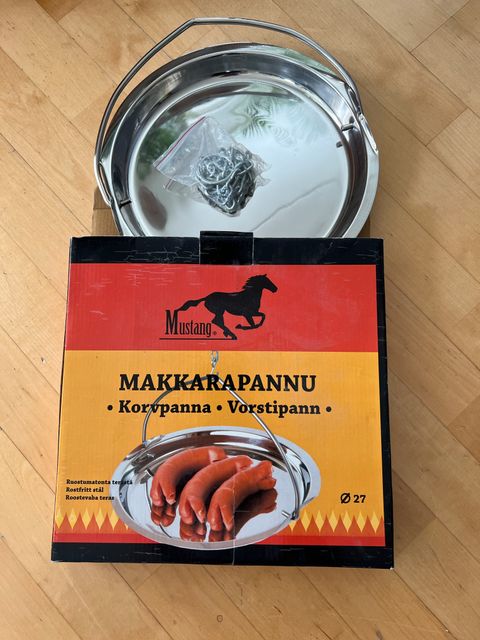 Mustang®
MAKKARAPANNU
• Korvpanna • Vorstipann •
Ruostumatonta terästä
Rostfritt stål
Roostevaba teras
Ø 27